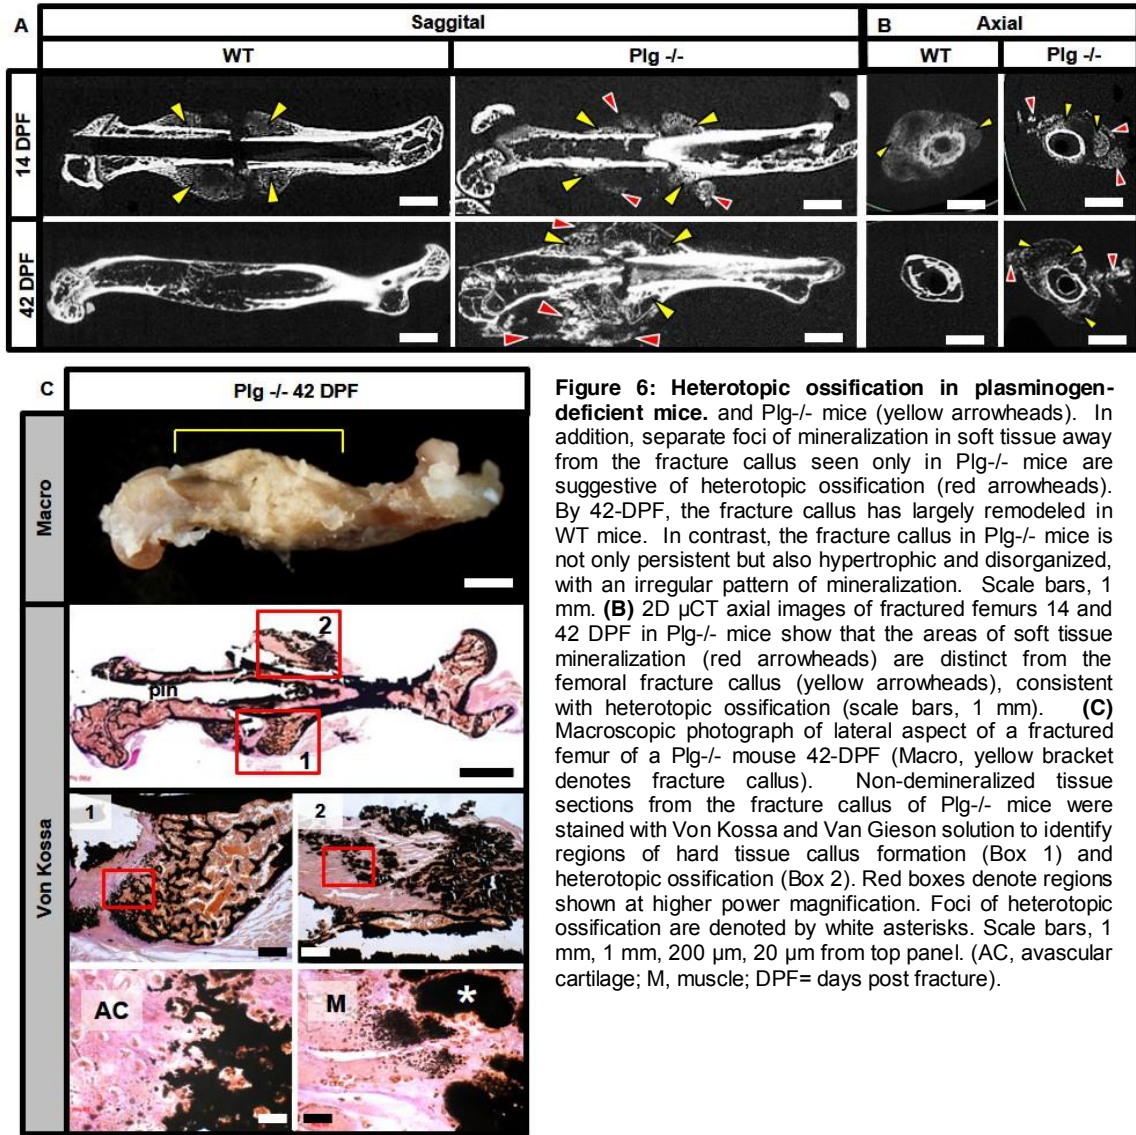 A
Saggital
B
Axial
WT
Plg -/-
WT
Plg -/-
14 DPF
42 DPF
C
Plg -/- 42 DPF
Macro
Von Kossa
2
pin
1
1
2
AC
M
*
Figure 6: Heterotopic ossification in plasminogen-
deficient mice. and Plg-/- mice (yellow arrowheads). In
addition, separate foci of mineralization in soft tissue away
from the fracture callus seen only in Plg-/- mice are
suggestive of heterotopic ossification (red arrowheads).
By 42-DPF, the fracture callus has largely remodeled in
WT mice. In contrast, the fracture callus in Plg-/- mice is
not only persistent but also hypertrophic and disorganized,
with an irregular pattern of mineralization. Scale bars, 1
mm. (B) 2D µCT axial images of fractured femurs 14 and
42 DPF in Plg-/- mice show that the areas of soft tissue
mineralization (red arrowheads) are distinct from the
femoral fracture callus (yellow arrowheads), consistent
with heterotopic ossification (scale bars, 1 mm). (C)
Macroscopic photograph of lateral aspect of a fractured
femur of a Plg-/- mouse 42-DPF (Macro, yellow bracket
denotes fracture callus). Non-demineralized tissue
sections from the fracture callus of Plg-/- mice were
stained with Von Kossa and Van Gieson solution to identify
regions of hard tissue callus formation (Box 1) and
heterotopic ossification (Box 2). Red boxes denote regions
shown at higher power magnification. Foci of heterotopic
ossification are denoted by white asterisks. Scale bars, 1
mm, 1 mm, 200 µm, 20 µm from top panel. (AC, avascular
cartilage; M, muscle; DPF= days post fracture).